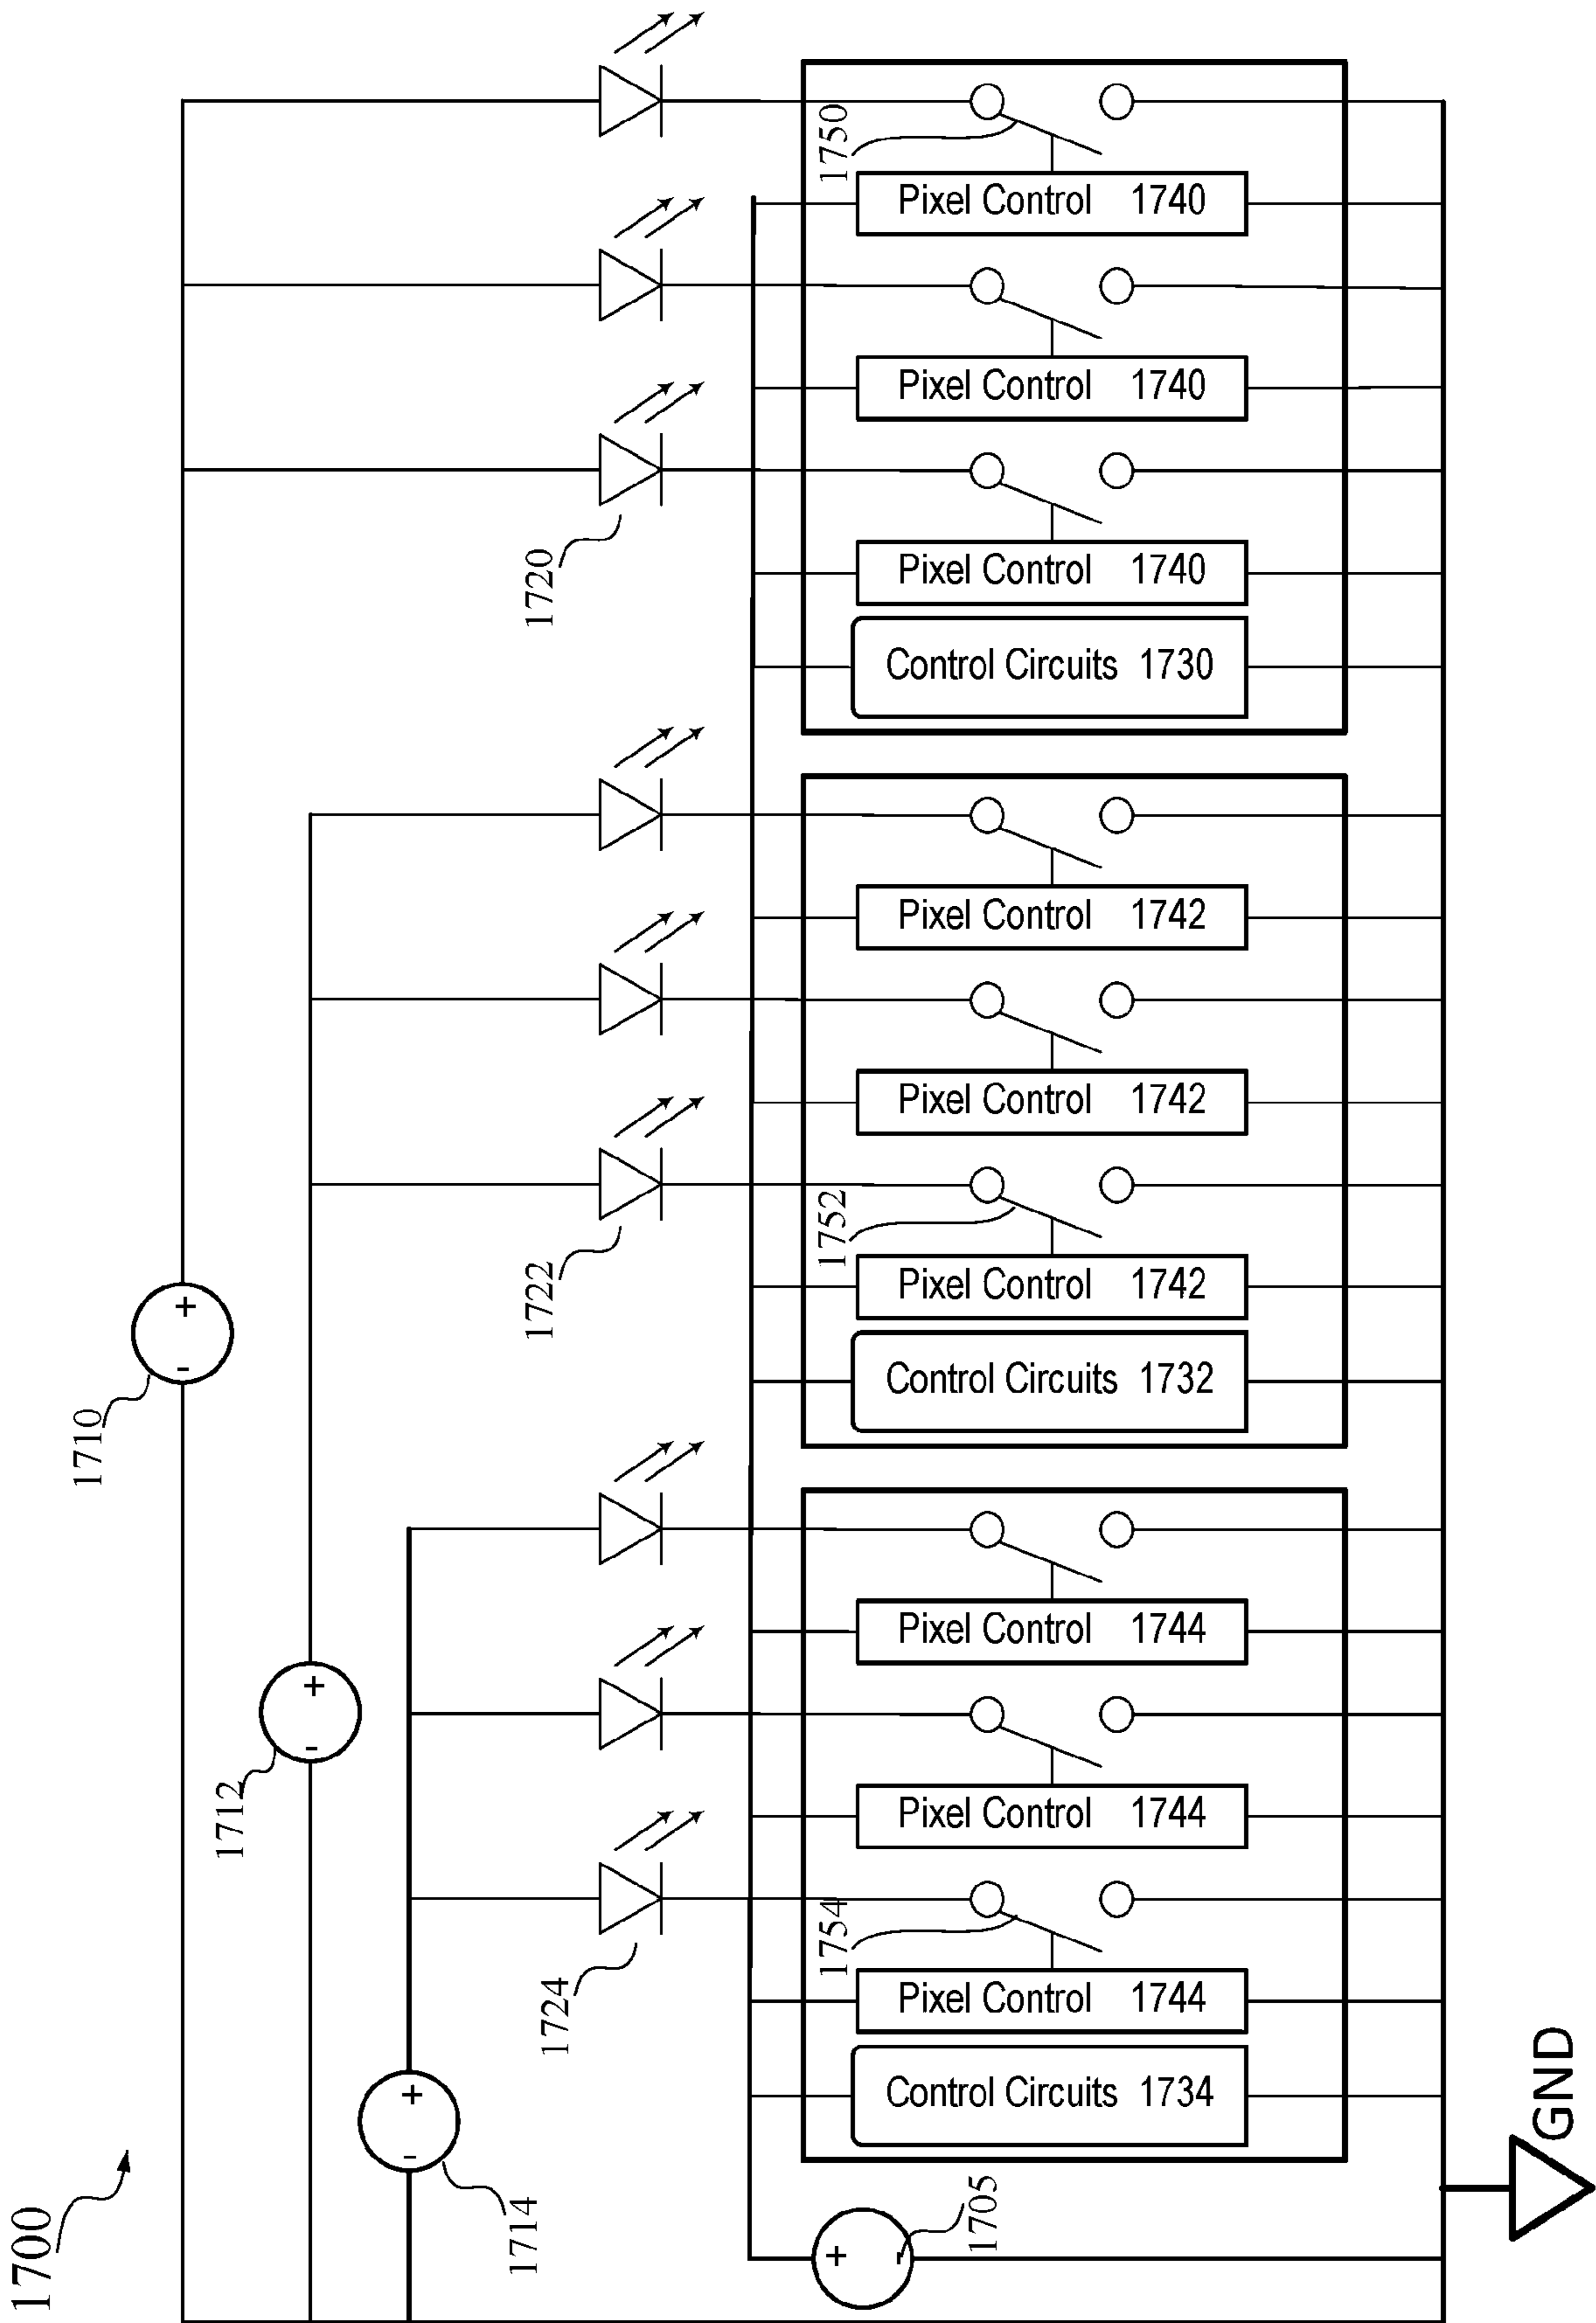 1700
1710
1712
1714
1720
1722
1724
1750
Pixel Control 1740
Pixel Control 1740
Pixel Control 1740
Control Circuits 1730
Pixel Control 1742
Pixel Control 1742
1752
Pixel Control 1742
Control Circuits 1732
Pixel Control 1744
Pixel Control 1744
1754
Pixel Control 1744
Control Circuits 1734
1705
GND
+
-
+
-
+
-
+
-